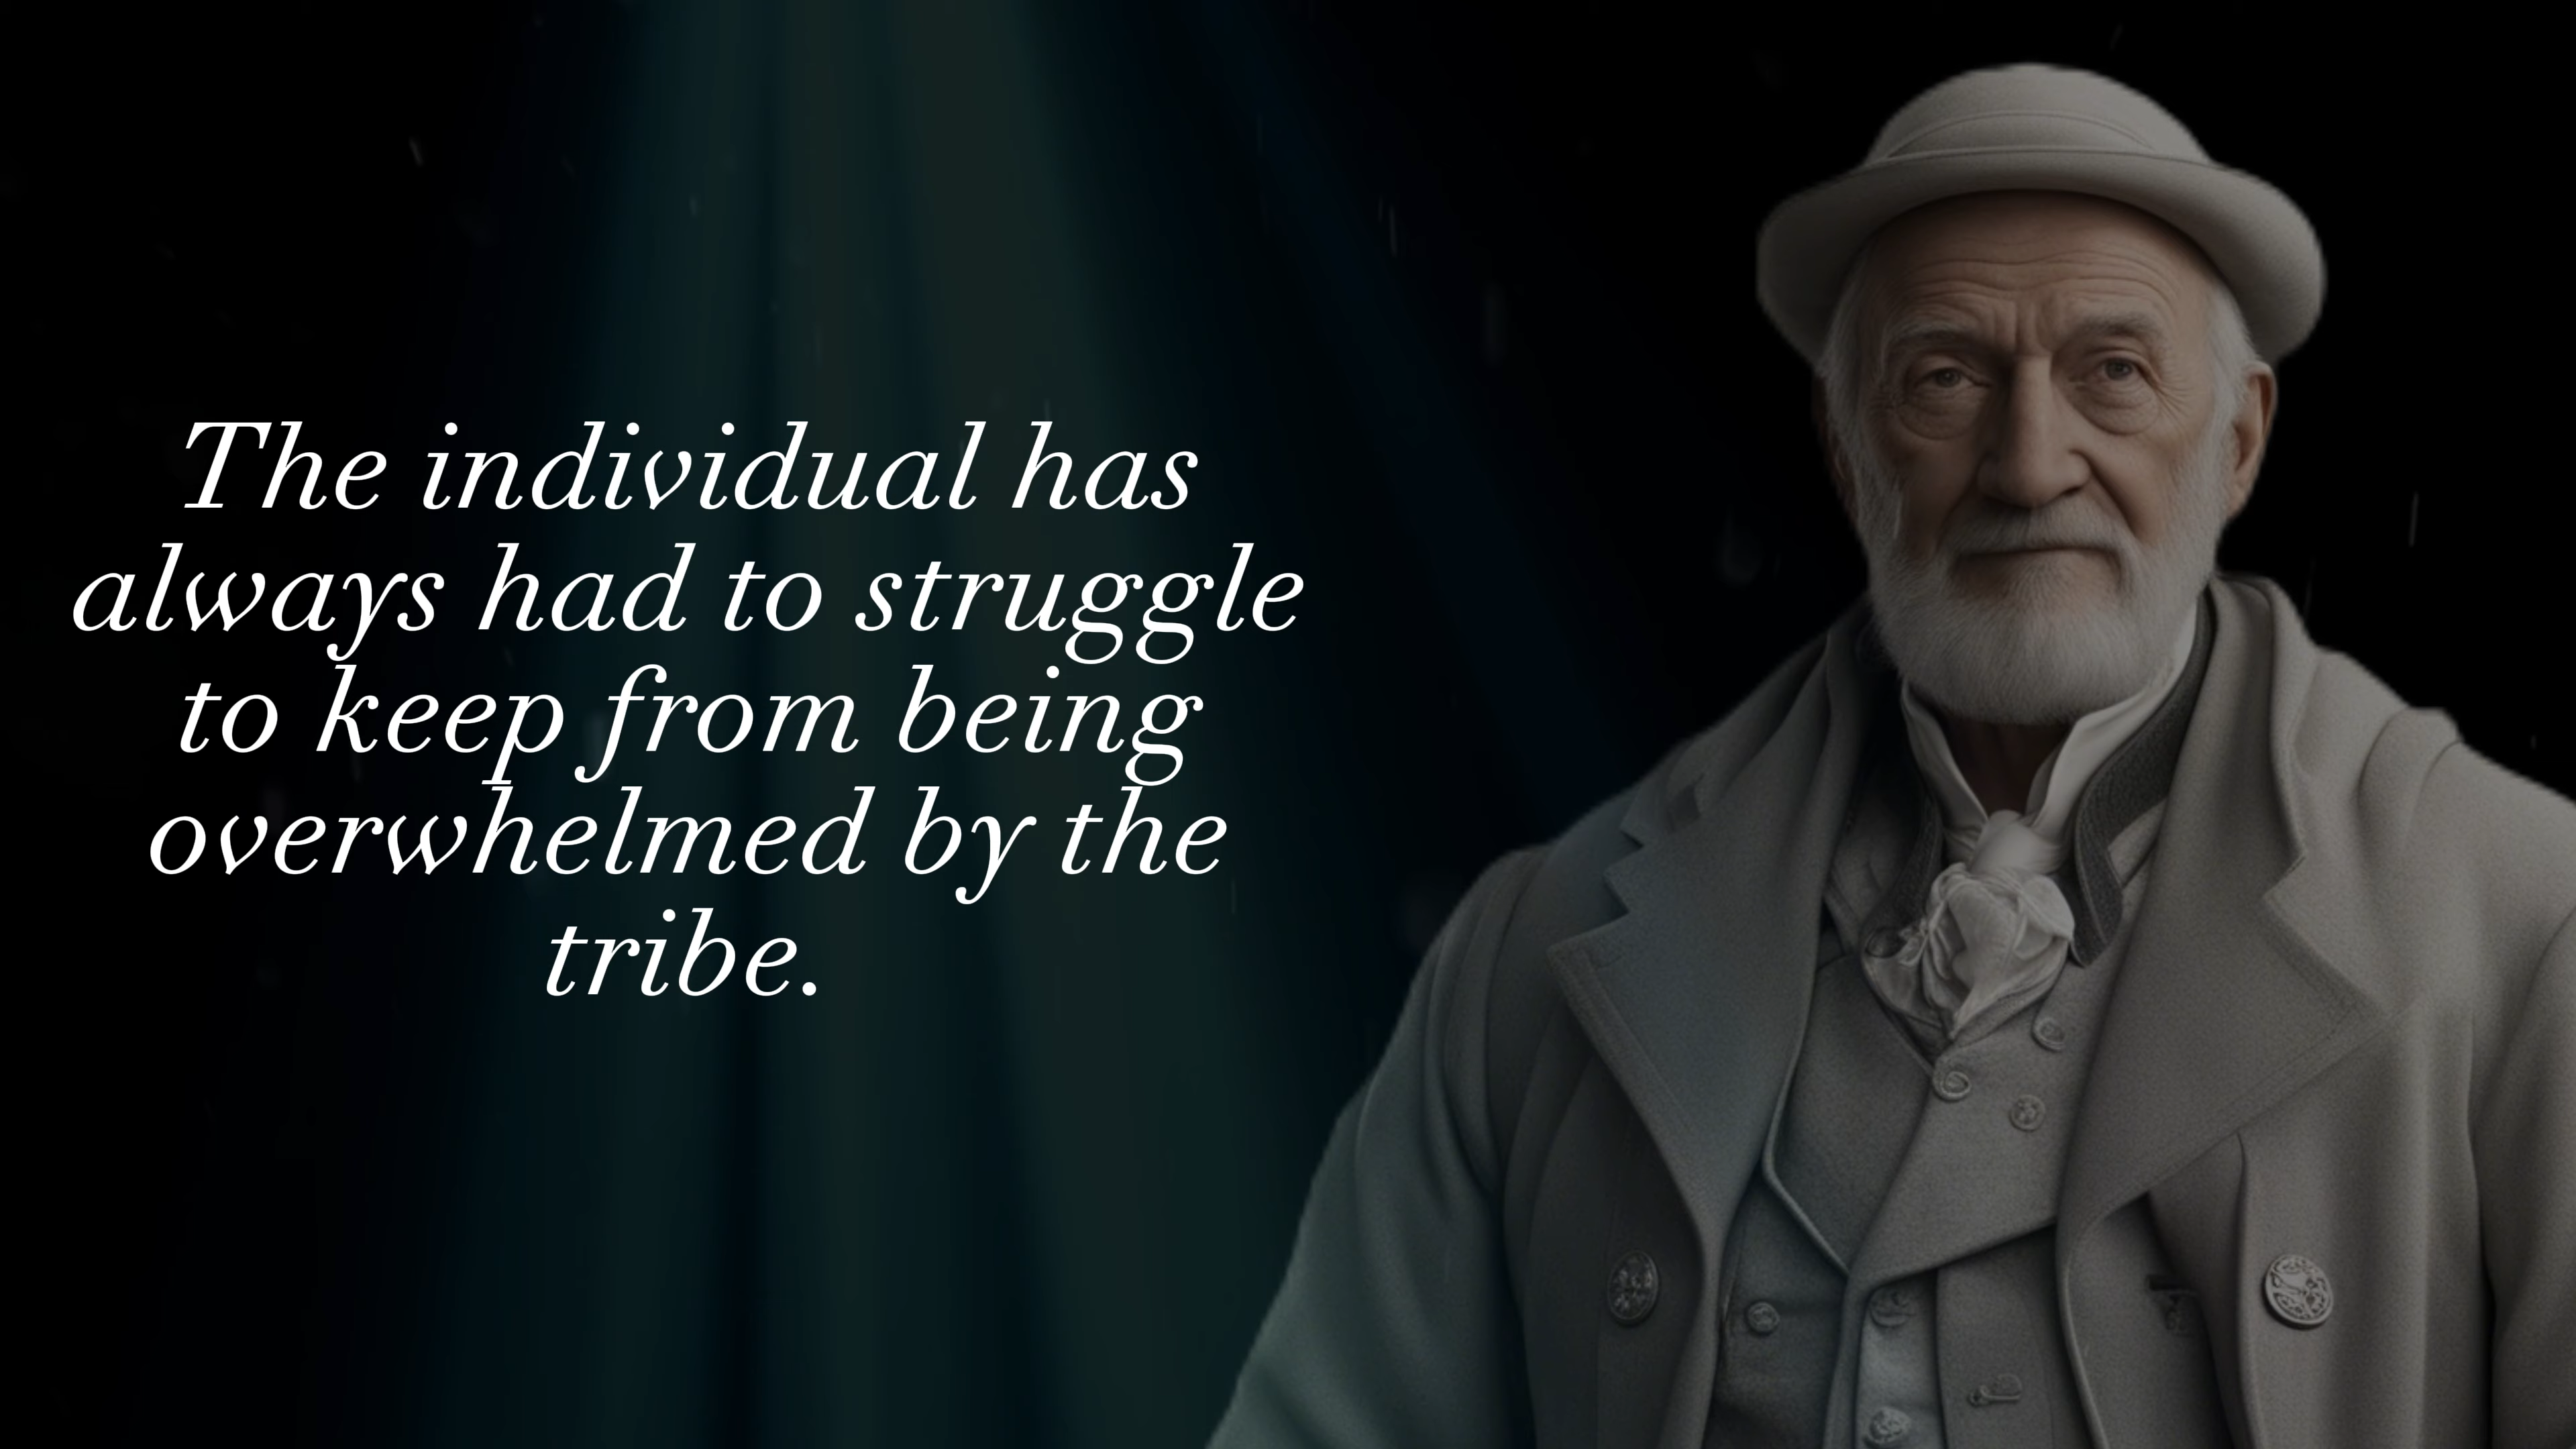 The individual has
always had to struggle
to keep from being
overwhelmed by the
tribe.